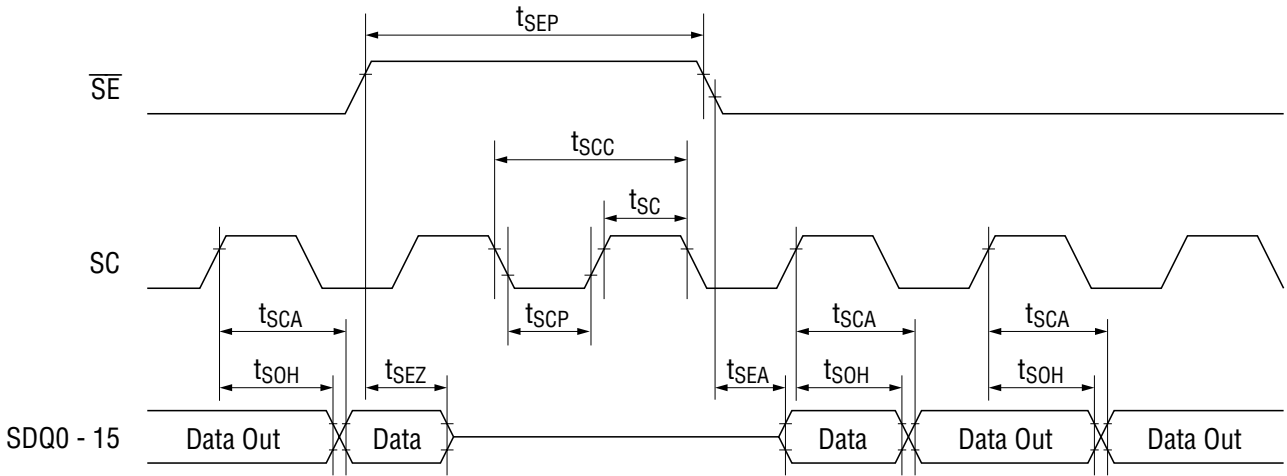 tSEP
SE
tSCC
tSC
SC
tSCP
tSCA tSCA tSCA
tSOH tSEZ tSEA tSOH tSOH
SDQ0 - 15 Data Out Data Data Data Out Data Out